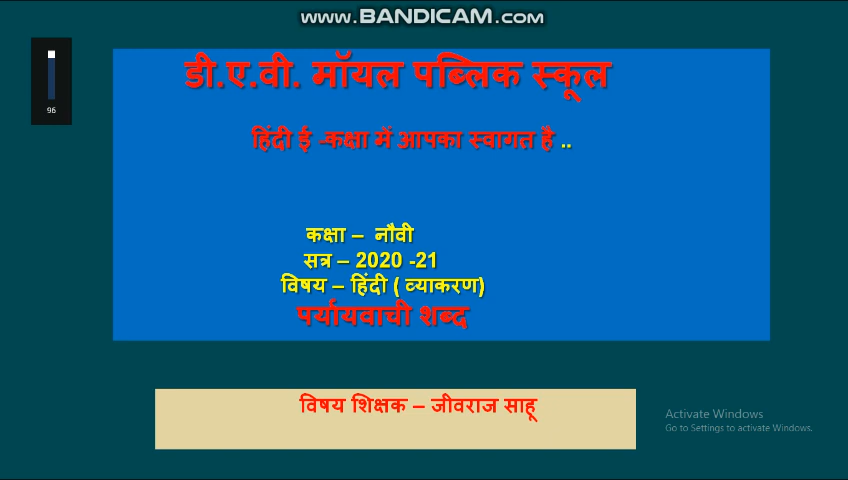 www.BANDICAM.com
96
डी.ए.वी. मॉयल पब्लिक स्कूल
हिंदी ई -कक्षा में आपका स्वागत है ..
कक्षा – नौवी
सत्र – 2020 -21
विषय – हिंदी ( व्याकरण)
पर्यायवाची शब्द
विषय शिक्षक – जीवराज साहू
Activate Windows
Go to Settings to activate Windows.